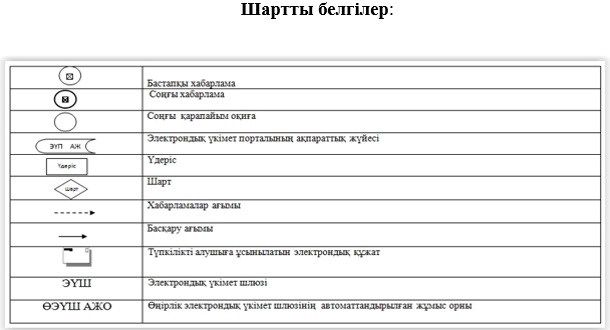 Шартты белгілер:
Бастапқы хабарлама
Соңғы хабарлама
Соңғы қарапайым оқиға
ЭҮП АЖ
Электрондық үкімет порталының ақпараттық жүйесі
Үдеріс
Үдеріс
Шарт
Шарт
Хабарламалар ағымы
Басқару ағымы
Түпкілікті алушыға ұсынылатын электрондық құжат
ЭҮШ
Электрондық үкімет шлюзі
ӨЭҮШ АЖО
Өңірлік электрондық үкімет шлюзінің автоматтандырылған жұмыс орны